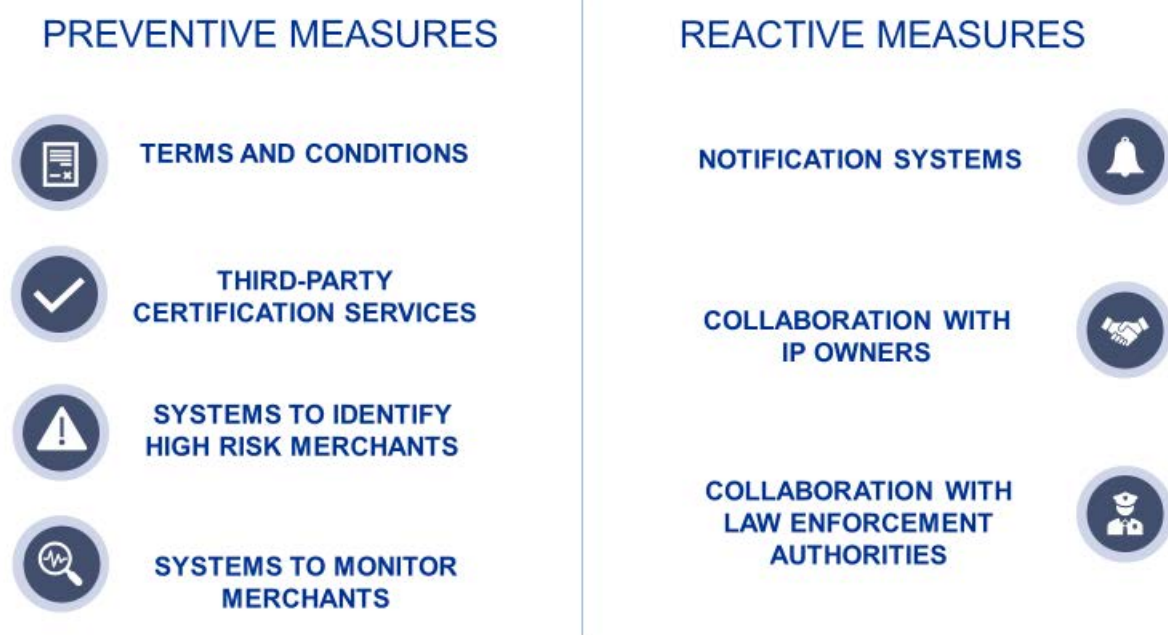 PREVENTIVE MEASURES
TERMS AND CONDITIONS
THIRD-PARTY
CERTIFICATION SERVICES
SYSTEMS TO IDENTIFY
HIGH RISK MERCHANTS
SYSTEMS TO MONITOR
MERCHANTS
REACTIVE MEASURES
NOTIFICATION SYSTEMS
COLLABORATION WITH
IP OWNERS
COLLABORATION WITH
LAW ENFORCEMENT
AUTHORITIES